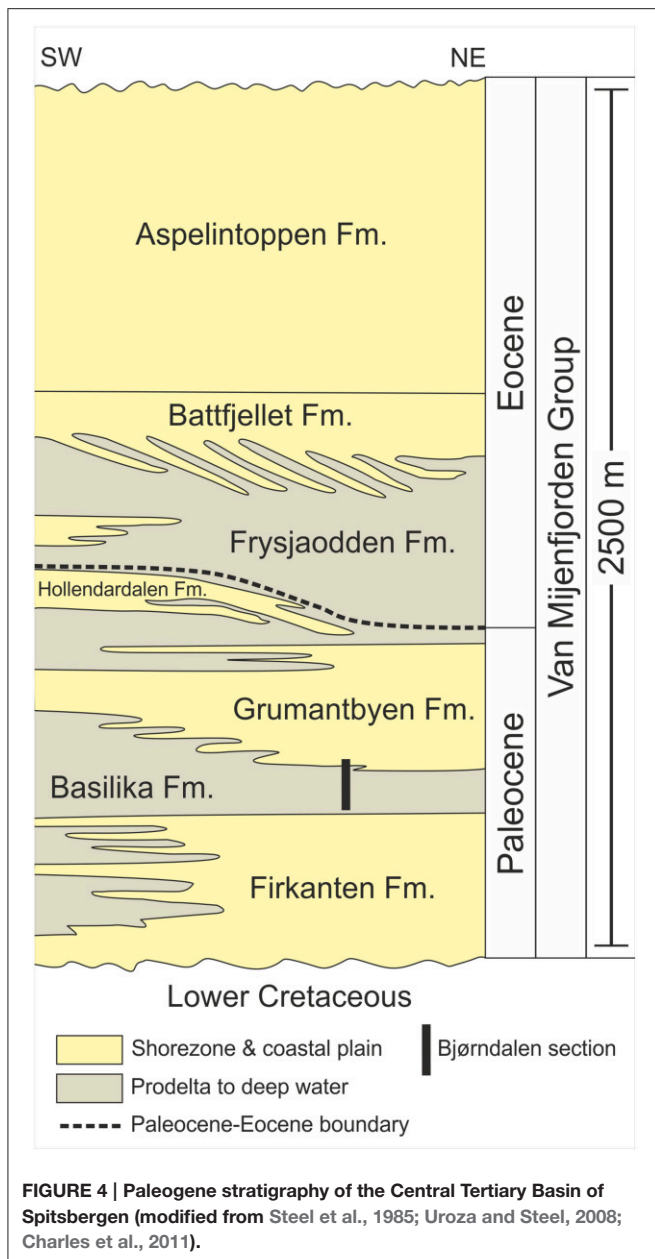 SW NE
Aspelintoppen Fm.
Battfjellet Fm.
Frysjaodden Fm.
Hollendardalen Fm.
Grumantbyen Fm.
Basilika Fm.
Firkanten Fm.
Eocene
Paleocene
Van Mijenfjorden Group
2500 m
Lower Cretaceous
Shorezone & coastal plain
Bjørndalen section
Prodelta to deep water
Paleocene-Eocene boundary
FIGURE 4 | Paleogene stratigraphy of the Central Tertiary Basin of
Spitsbergen (modified from Steel et al., 1985; Uroza and Steel, 2008;
Charles et al., 2011).